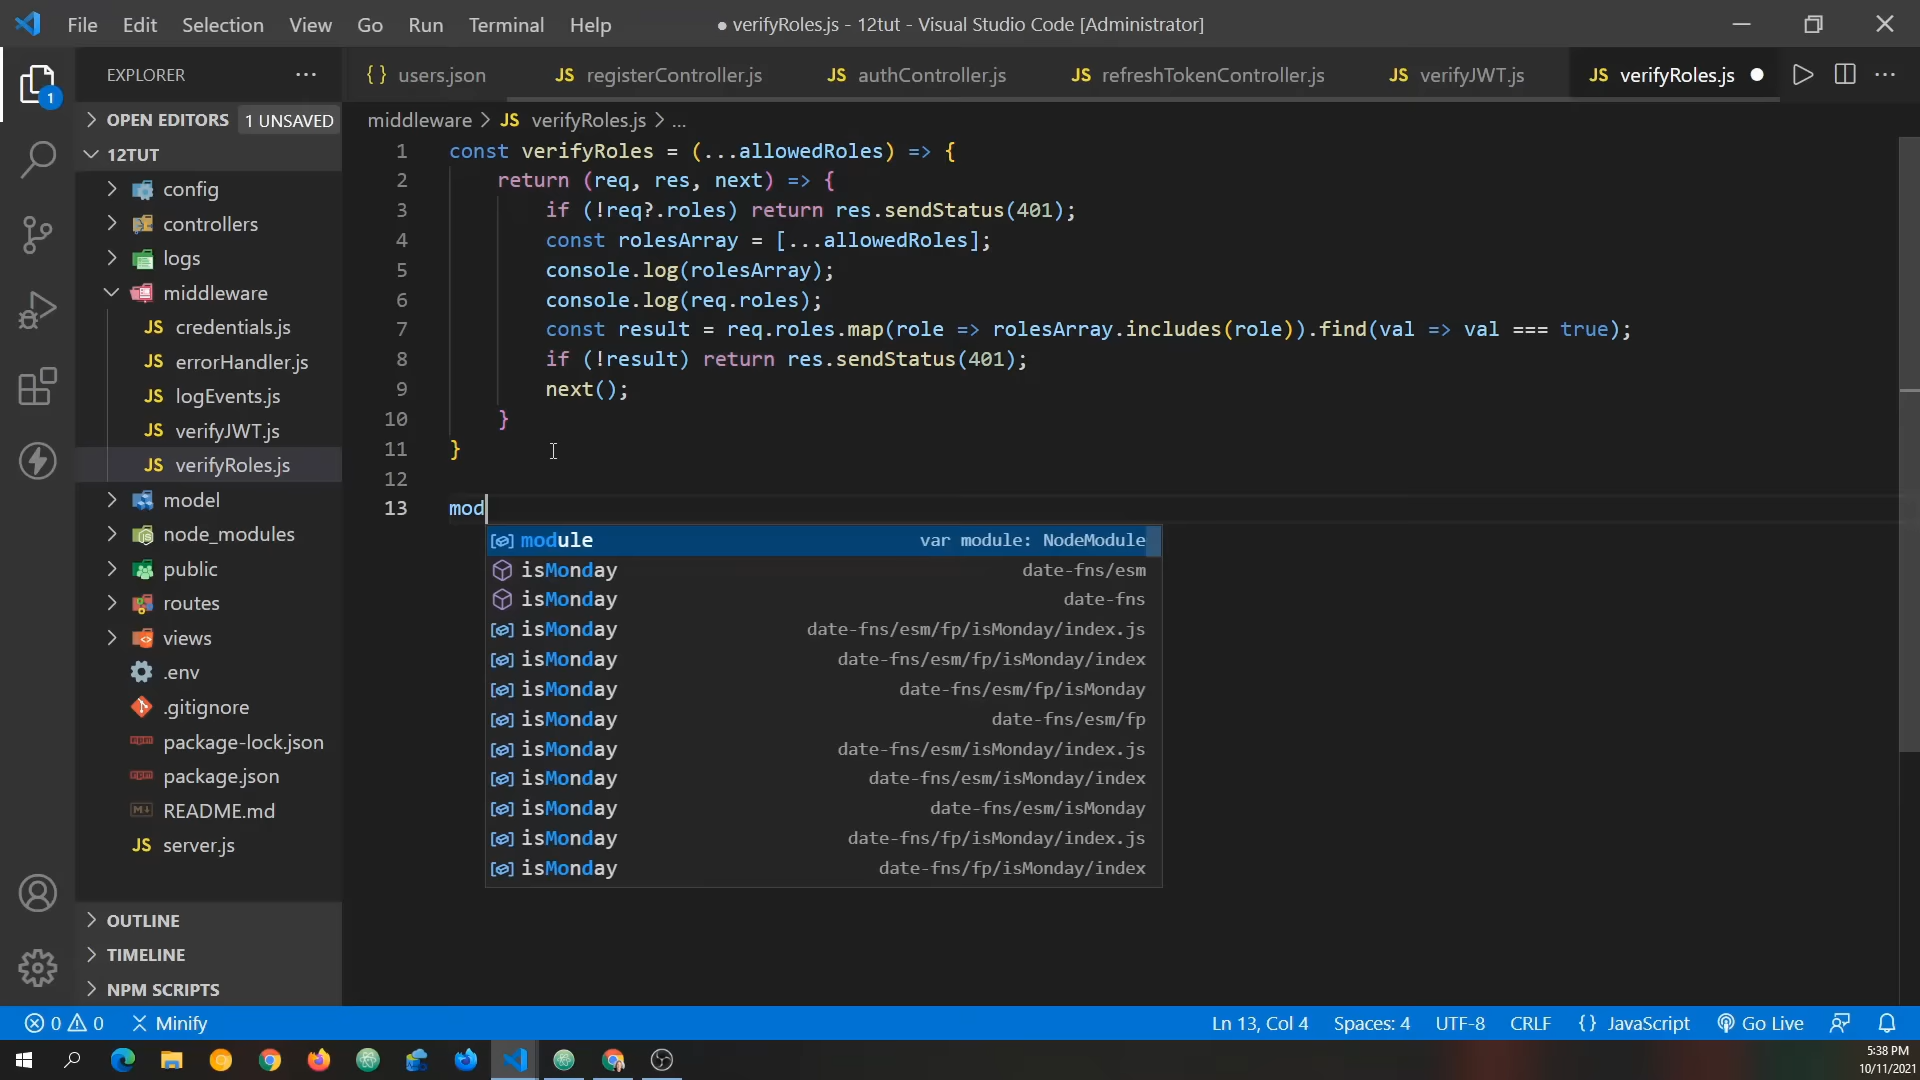 File Edit Selection View Go Run Terminal Help
● verifyRoles.js - 12tut - Visual Studio Code [Administrator]
EXPLORER ...
{ } users.json
JS registerController.js
JS authController.js
JS refreshTokenController.js
JS verifyJWT.js
JS verifyRoles.js ●
1
OPEN EDITORS 1 UNSAVED
12TUT
config
controllers
logs
middleware
JS credentials.js
JS errorHandler.js
JS logEvents.js
JS verifyJWT.js
JS verifyRoles.js
model
node_modules
public
routes
views
.env
.gitignore
package-lock.json
package.json
README.md
JS server.js
OUTLINE
TIMELINE
NPM SCRIPTS
middleware > JS verifyRoles.js > ...
1 const verifyRoles = (...allowedRoles) => {
2 return (req, res, next) => {
3 if (!req?.roles) return res.sendStatus(401);
4 const rolesArray = [...allowedRoles];
5 console.log(rolesArray);
6 console.log(req.roles);
7 const result = req.roles.map(role => rolesArray.includes(role)).find(val => val === true);
8 if (!result) return res.sendStatus(401);
9 next();
10 }
11 }
12
13 mod
module var module: NodeModule
isMonday date-fns/esm
isMonday date-fns
isMonday date-fns/esm/fp/isMonday/index.js
isMonday date-fns/esm/fp/isMonday/index
isMonday date-fns/esm/fp/isMonday
isMonday date-fns/esm/fp
isMonday date-fns/esm/isMonday/index.js
isMonday date-fns/esm/isMonday/index
isMonday date-fns/esm/isMonday
isMonday date-fns/fp/isMonday/index.js
isMonday date-fns/fp/isMonday/index
0 0 Minify
Ln 13, Col 4 Spaces: 4 UTF-8 CRLF { } JavaScript Go Live
5:38 PM
10/11/2021